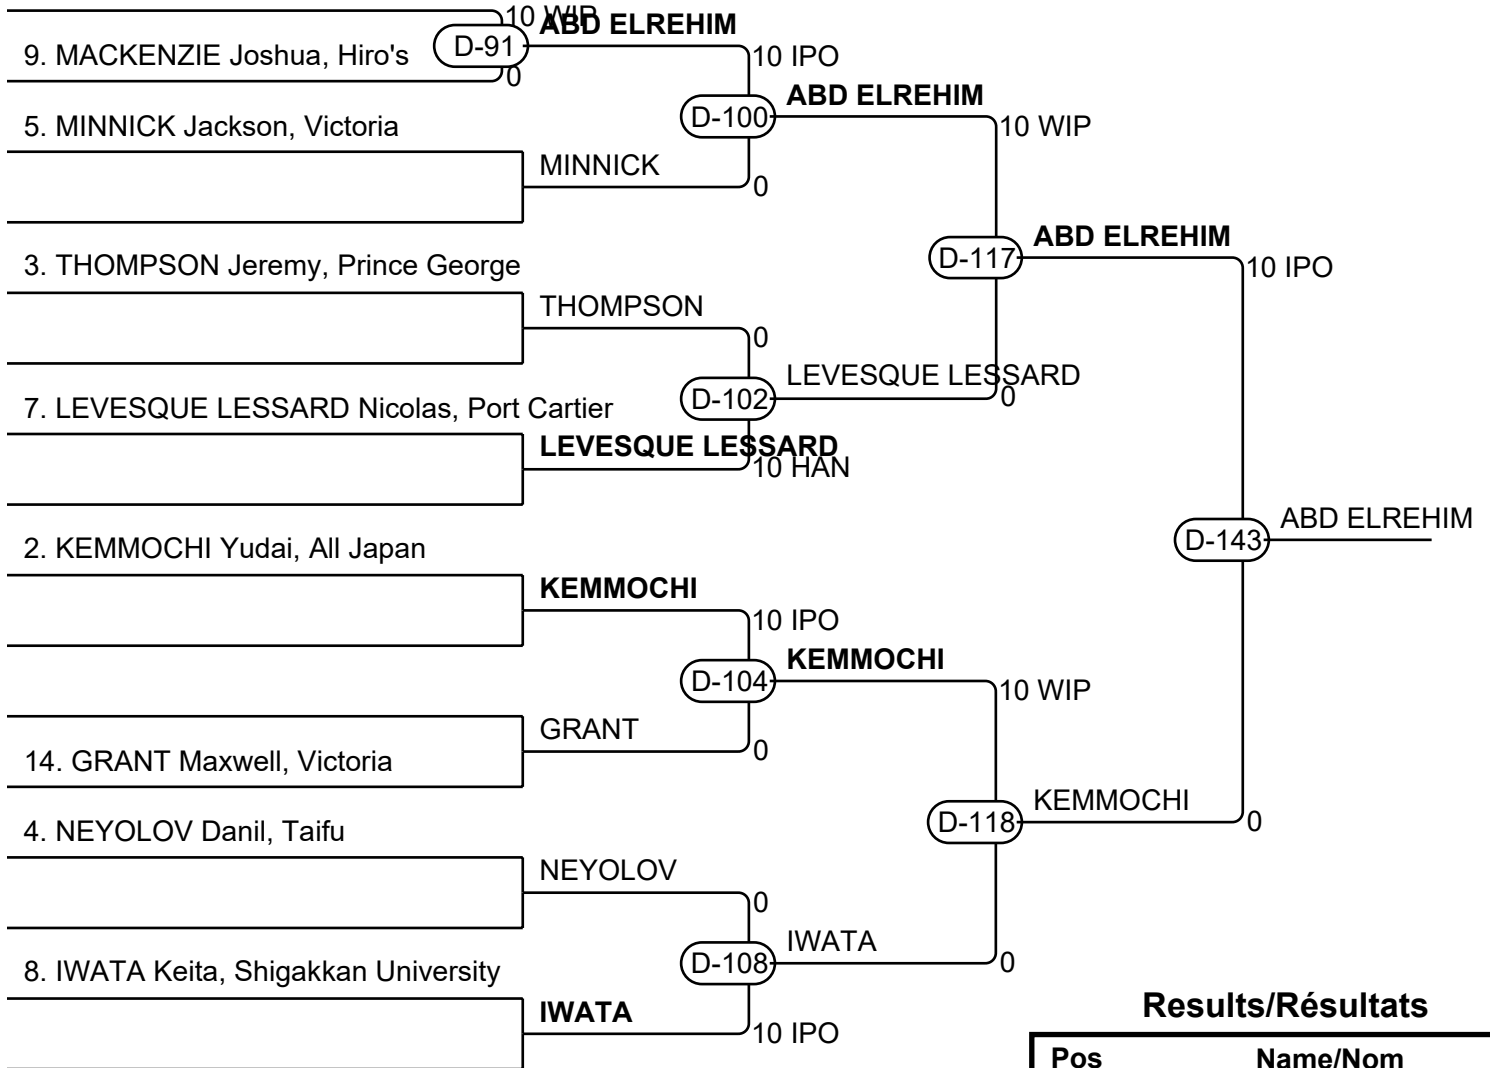 10 WIP
ABD ELREHIM
9. MACKENZIE Joshua, Hiro's
D-91
10 IPO
0
ABD ELREHIM
5. MINNICK Jackson, Victoria
D-100
10 WIP
MINNICK
0
ABD ELREHIM
3. THOMPSON Jeremy, Prince George
D-117
10 IPO
THOMPSON
0
LEVESQUE LESSARD
7. LEVESQUE LESSARD Nicolas, Port Cartier
D-102
0
LEVESQUE LESSARD
10 HAN
ABD ELREHIM
D-143
2. KEMMOCHI Yudai, All Japan
KEMMOCHI
10 IPO
KEMMOCHI
D-104
10 WIP
GRANT
0
14. GRANT Maxwell, Victoria
KEMMOCHI
D-118
0
4. NEYOLOV Danil, Taifu
NEYOLOV
0
IWATA
D-108
0
8. IWATA Keita, Shigakkan University
IWATA
10 IPO
Results/Résultats
Pos Name/Nom